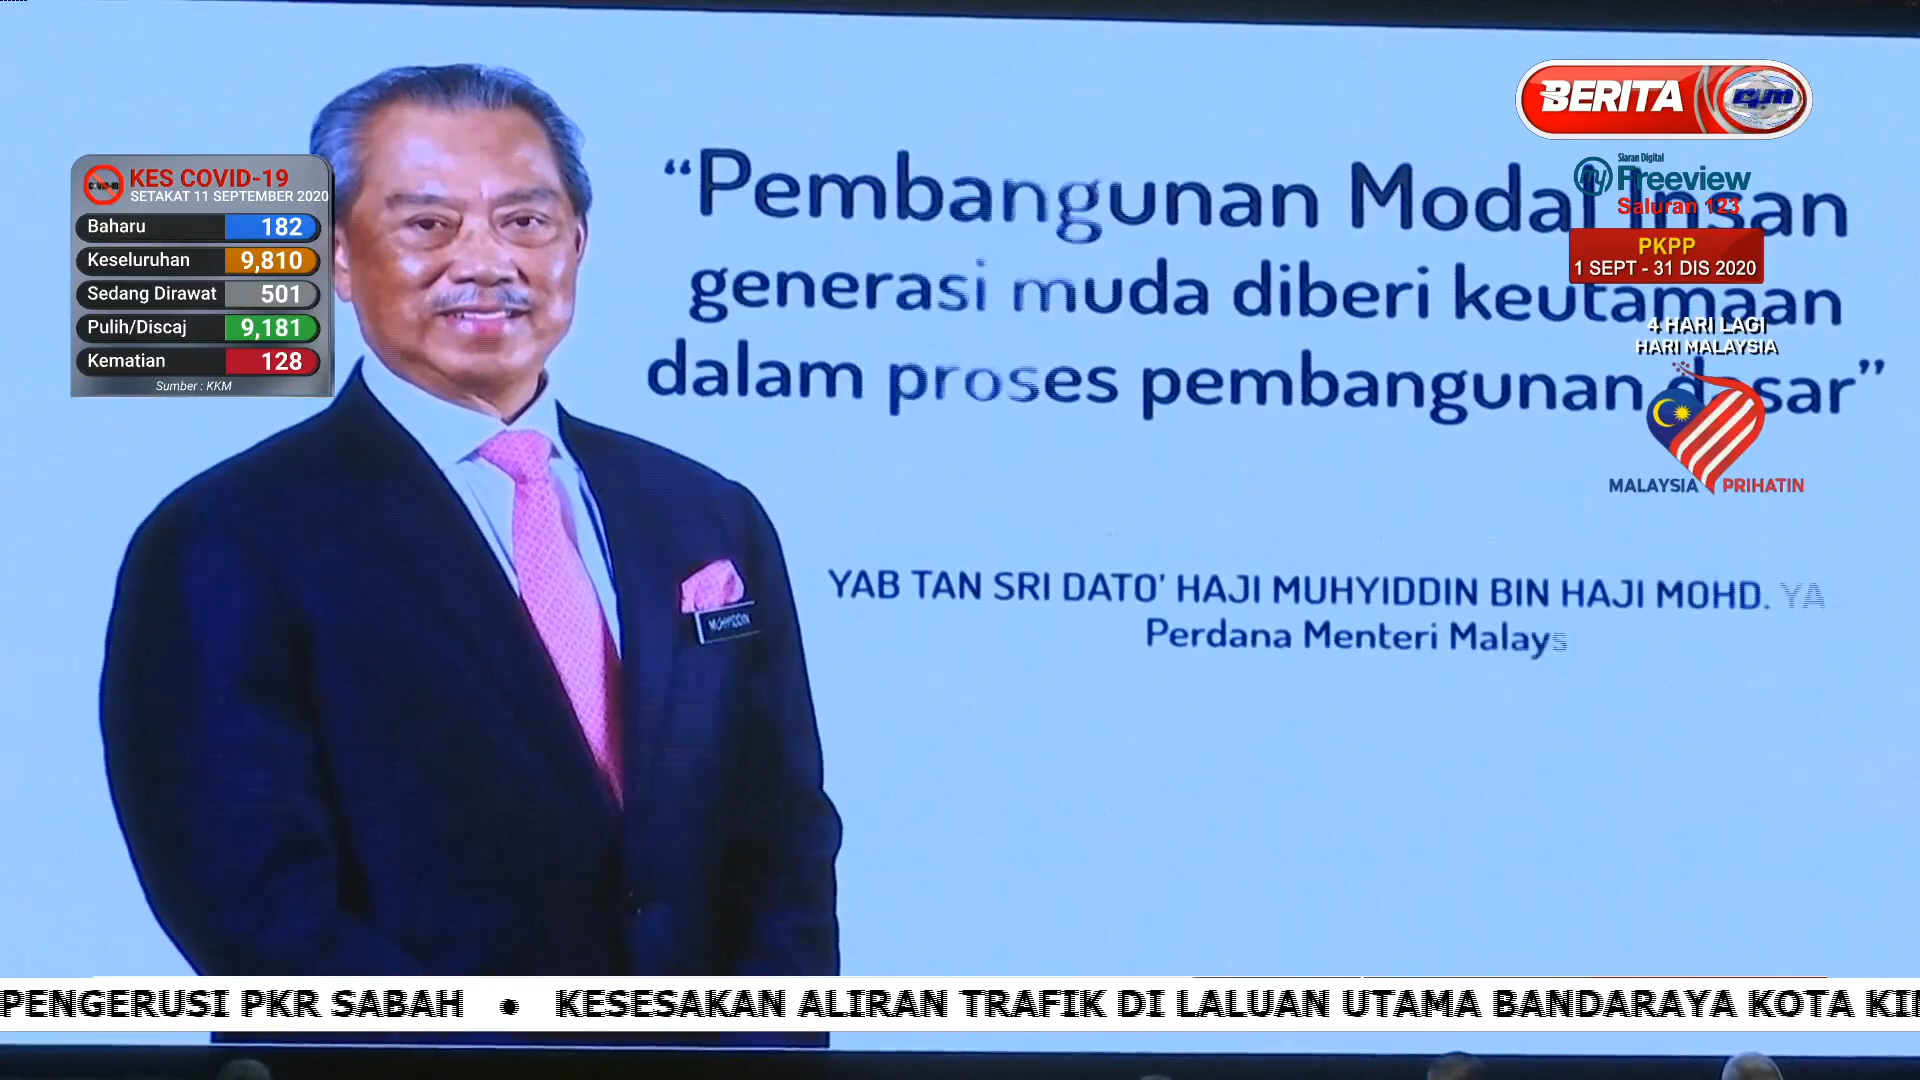 BERITA
rtm
COVID-19
KES COVID-19
SETAKAT 11 SEPTEMBER 2020
Baharu 182
Keseluruhan 9,810
Sedang Dirawat 501
Pulih/Discaj 9,181
Kematian 128
Sumber : KKM
“Pembangunan Modal Insan
generasi muda diberi keutamaan
dalam proses pembangunan dasar”
Siaran Digital
my Freeview
Saluran 123
PKPP
1 SEPT - 31 DIS 2020
4 HARI LAGI
HARI MALAYSIA
MALAYSIA PRIHATIN
YAB TAN SRI DATO’ HAJI MUHYIDDIN BIN HAJI MOHD. YA
Perdana Menteri Malays
MUHYIDDIN
PENGERUSI PKR SABAH • KESESAKAN ALIRAN TRAFIK DI LALUAN UTAMA BANDARAYA KOTA KI